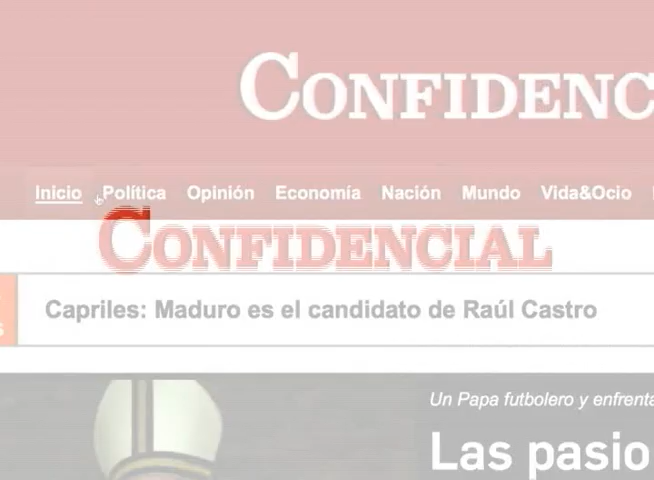 CONFIDENC
Inicio Política Opinión Economía Nación Mundo Vida&Ocio
CONFIDENCIAL
Capriles: Maduro es el candidato de Raúl Castro
Un Papa futbolero y enfrenta
Las pasio